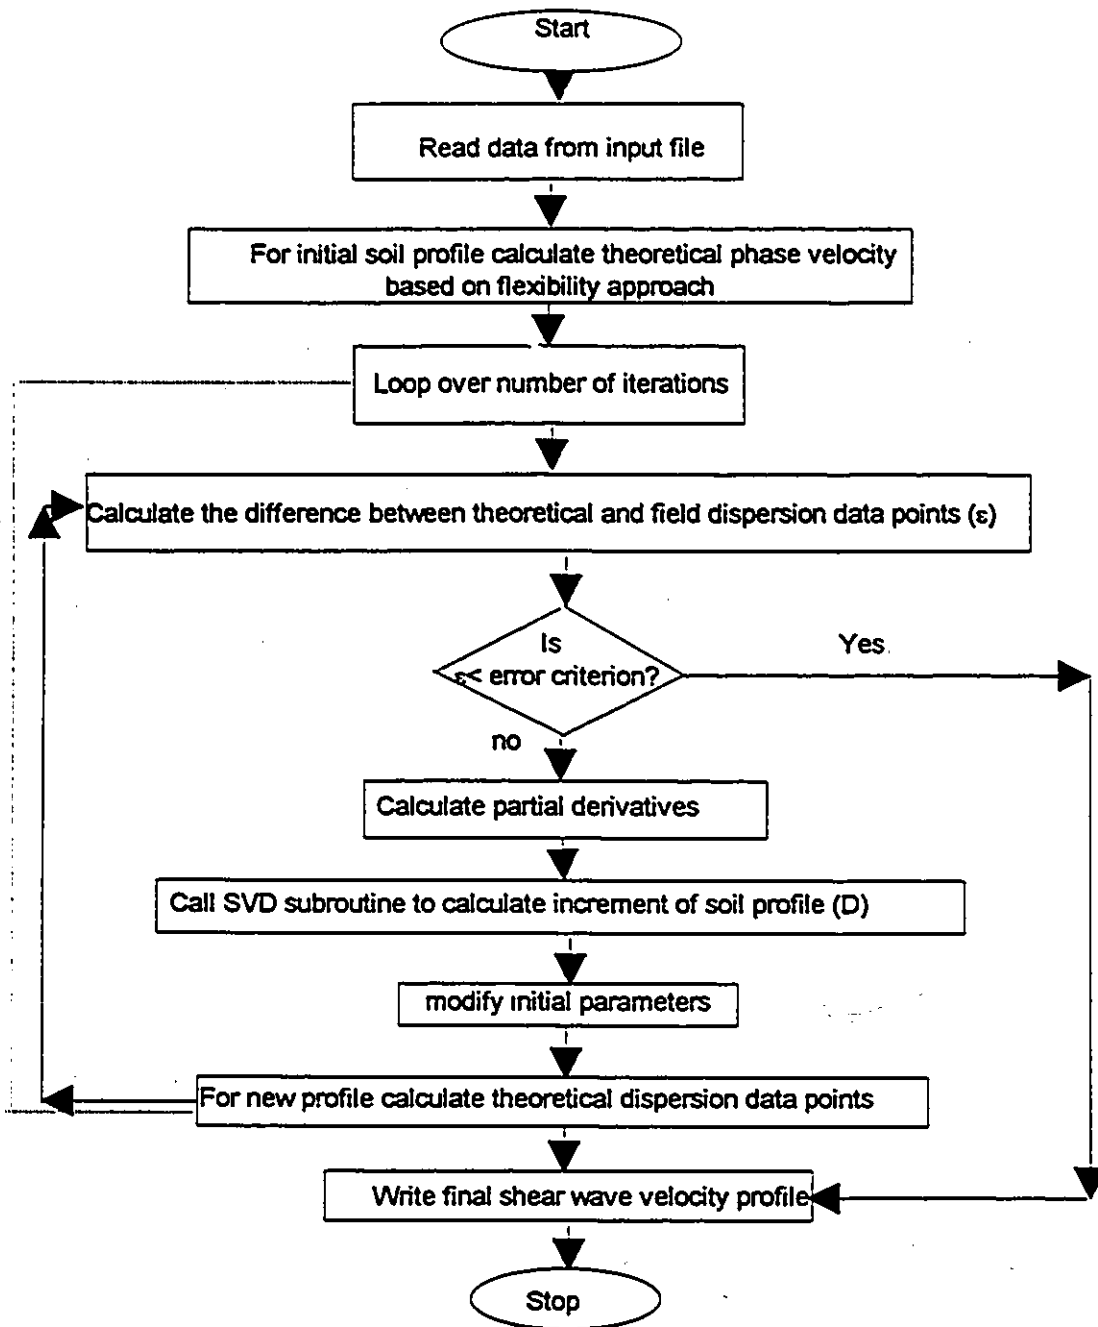 Start
Read data from input file
For initial soil profile calculate theoretical phase velocity
based on flexibility approach
Loop over number of iterations
Calculate the difference between theoretical and field dispersion data points (ε)
Is
ε< error criterion?
Yes
no
Calculate partial derivatives
Call SVD subroutine to calculate increment of soil profile (D)
modify initial parameters
For new profile calculate theoretical dispersion data points
Write final shear wave velocity profile
Stop